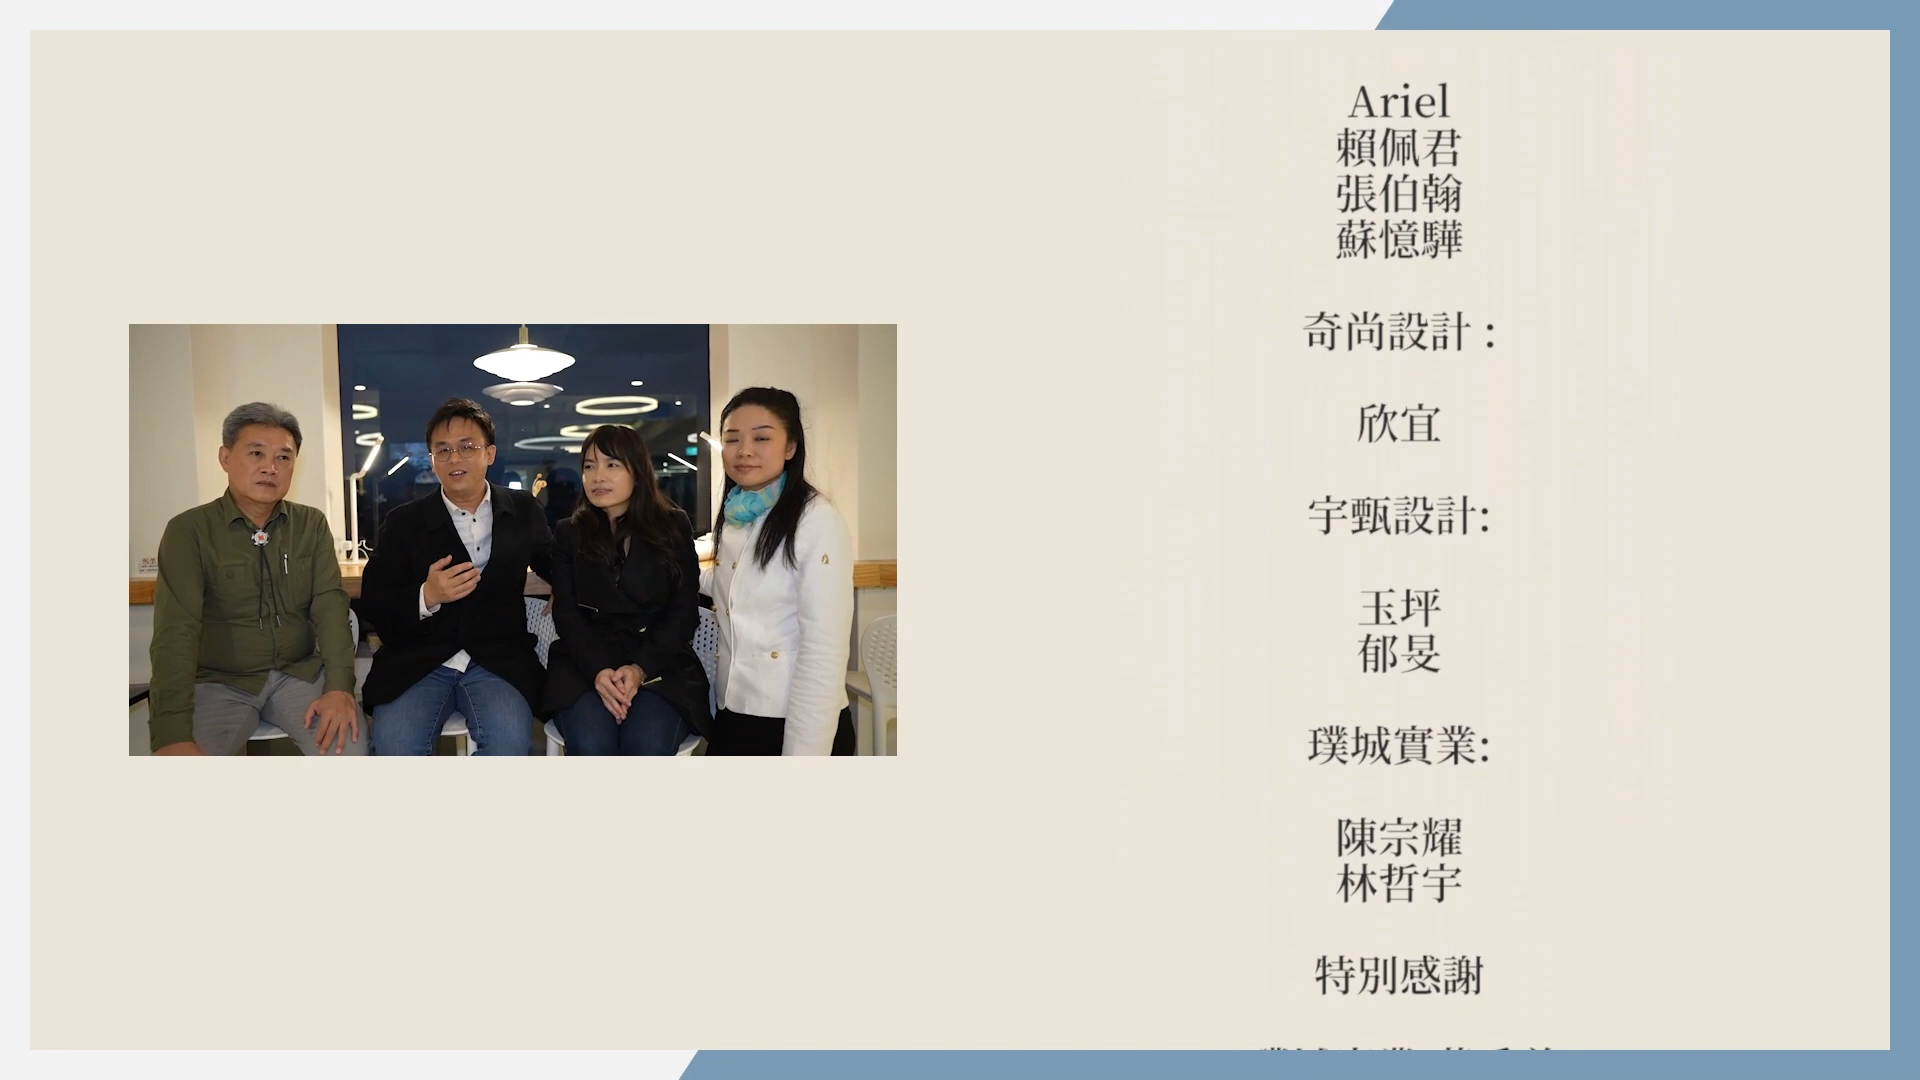 Ariel
賴佩君
張伯翰
蘇憶驊
奇尚設計：
欣宜
宇甄設計:
玉坪
郁旻
璞城實業:
陳宗耀
林哲宇
特別感謝